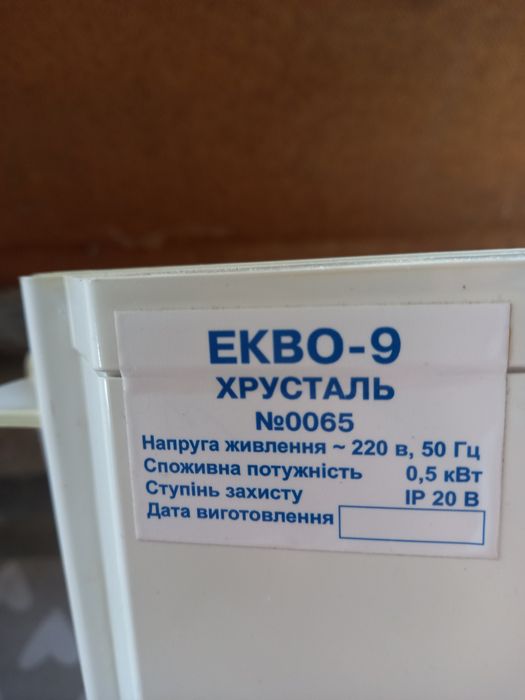 ЕКВО-9
ХРУСТАЛЬ
№0065
Напруга живлення ~ 220 в, 50 Гц
Споживна потужність 0,5 кВт
Ступінь захисту IP 20 В
Дата виготовлення